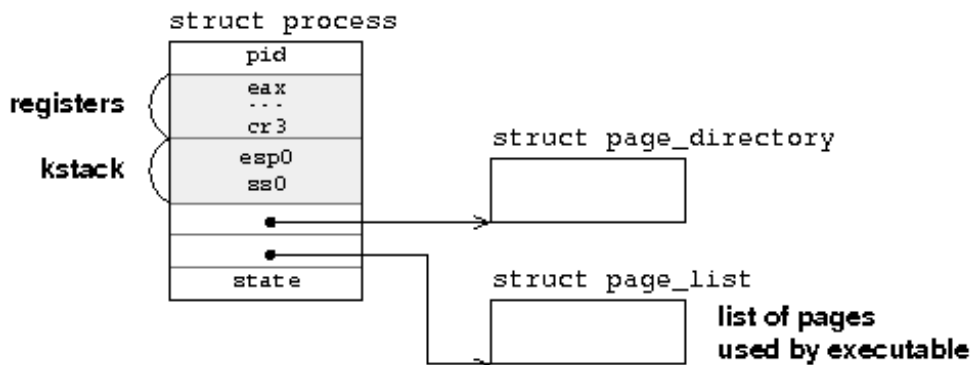 struct process
pid
registers
eax
---
cr3
kstack
esp0
ss0
struct page_directory
state
struct page_list
list of pages
used by executable